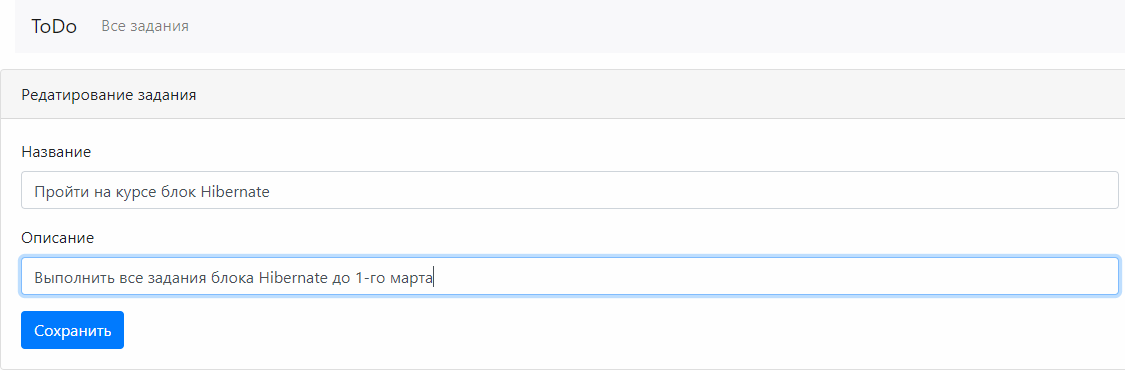 ToDo Все задания
Редатирование задания
Название
Пройти на курсе блок Hibernate
Описание
Выполнить все задания блока Hibernate до 1-го марта
Сохранить